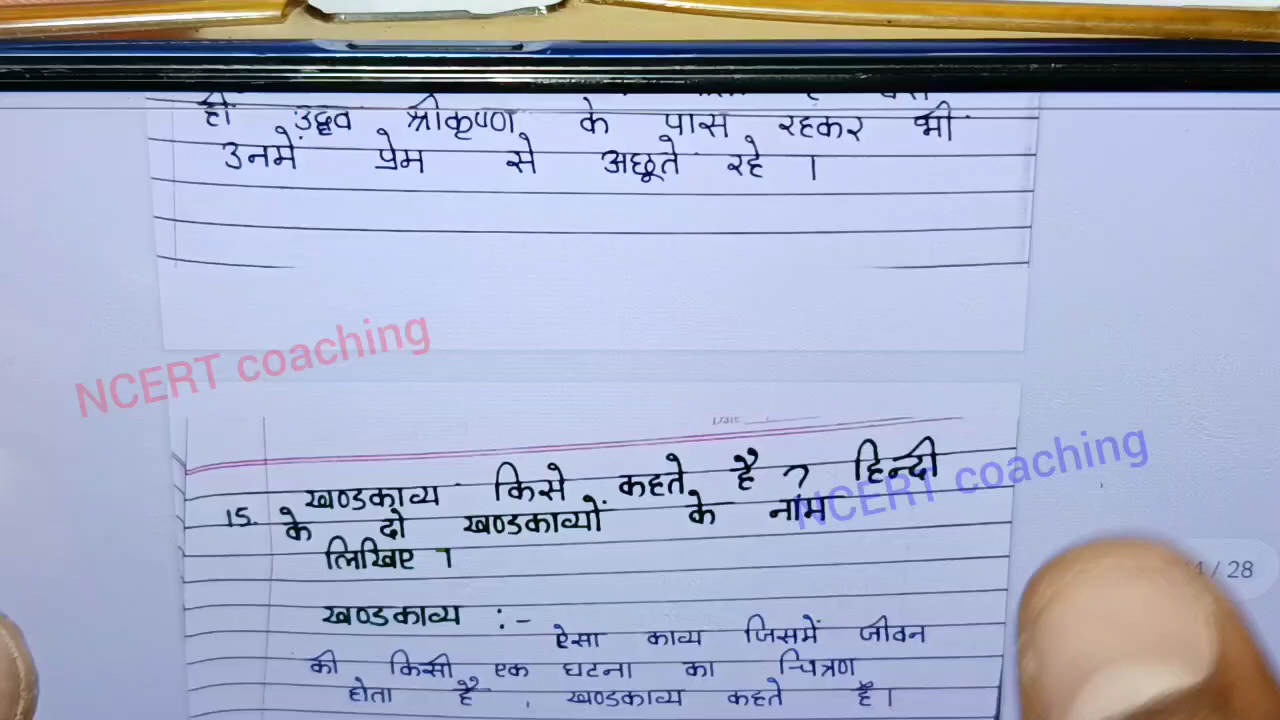 ही उद्धव श्रीकृष्ण के पास रहकर भी
उनमें प्रेम से अछूते रहे ।
NCERT coaching
15. खण्डकाव्य किसे कहते है ? हिन्दी
के दो खण्डकाव्यों के नाम
NCERT coaching
लिखिए ।
/ 28
खण्डकाव्य :-
ऐसा काव्य जिसमें जीवन
की किसी एक घटना का चित्रण
होता है , खण्डकाव्य कहते है ।